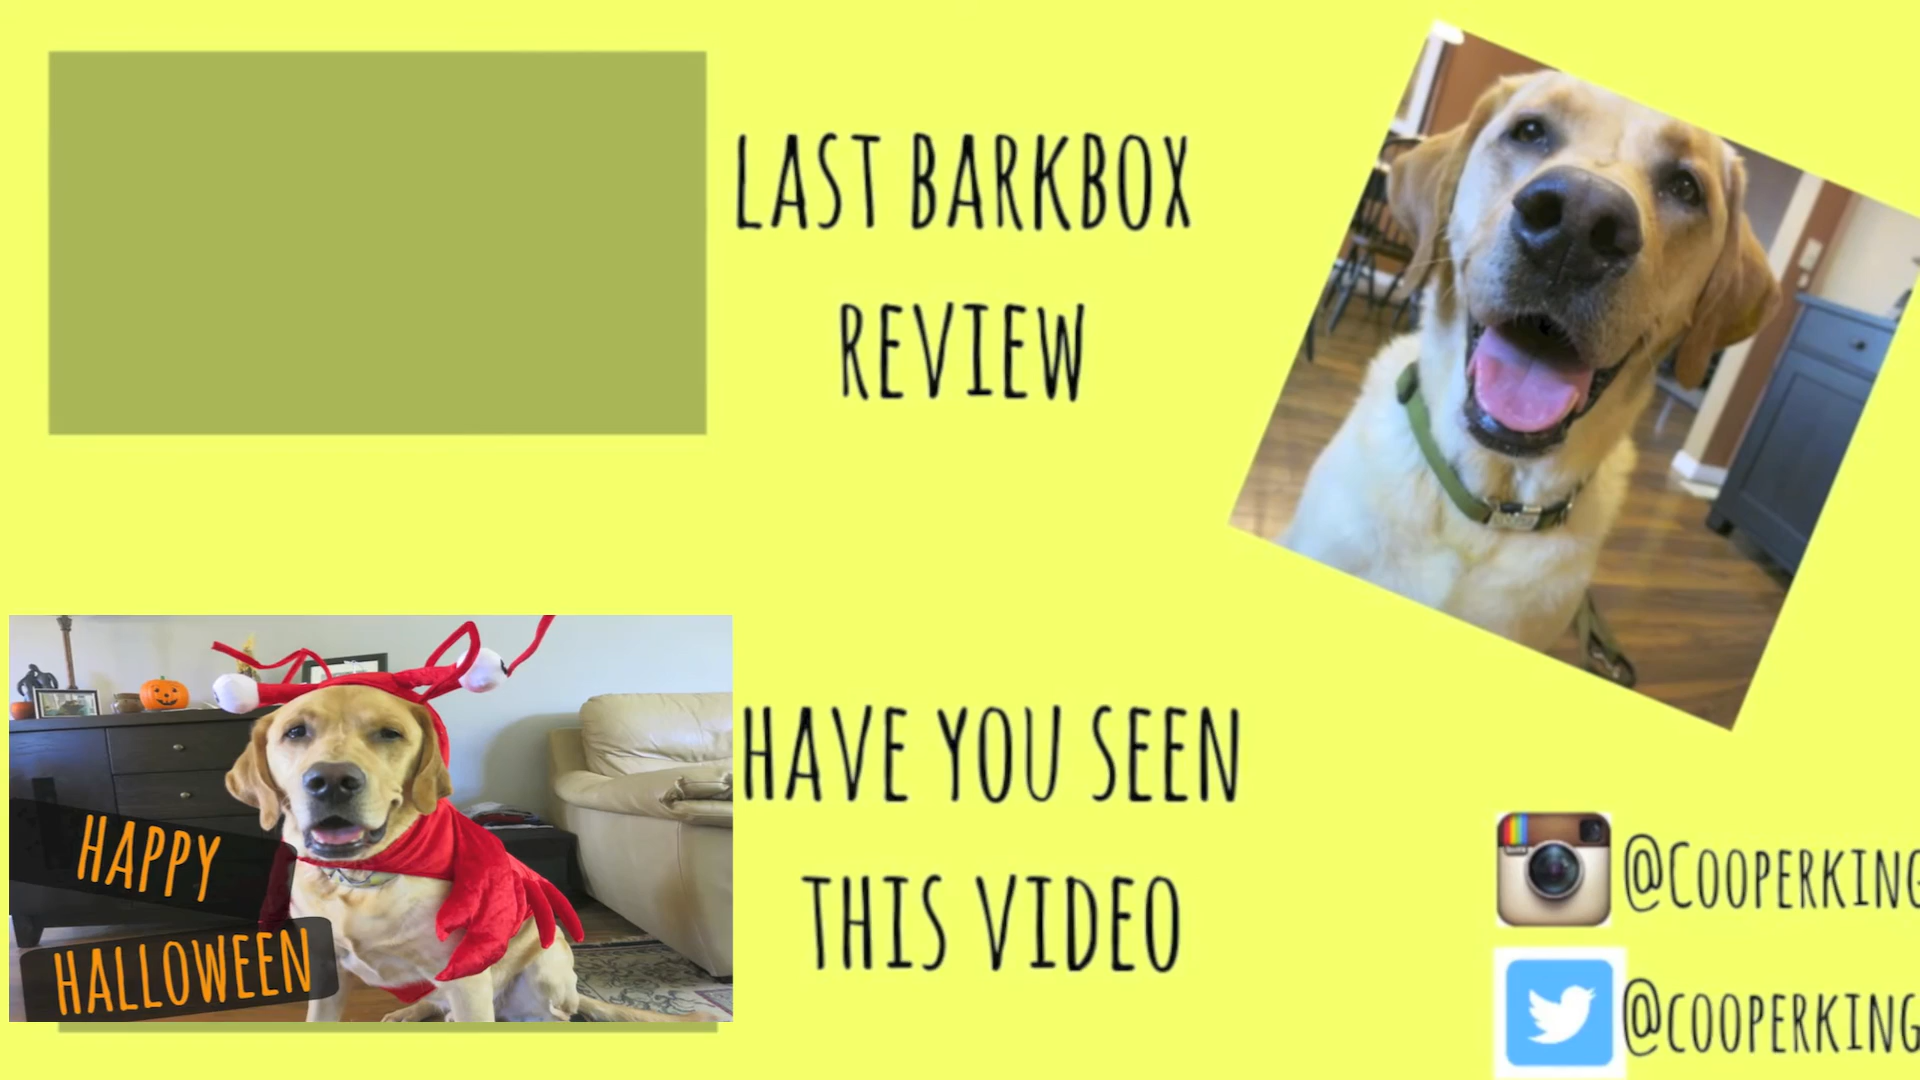 LAST BARKBOX
REVIEW
HAVE YOU SEEN
THIS VIDEO
HAPPY
HALLOWEEN
@COOPERKING
@COOPERKING